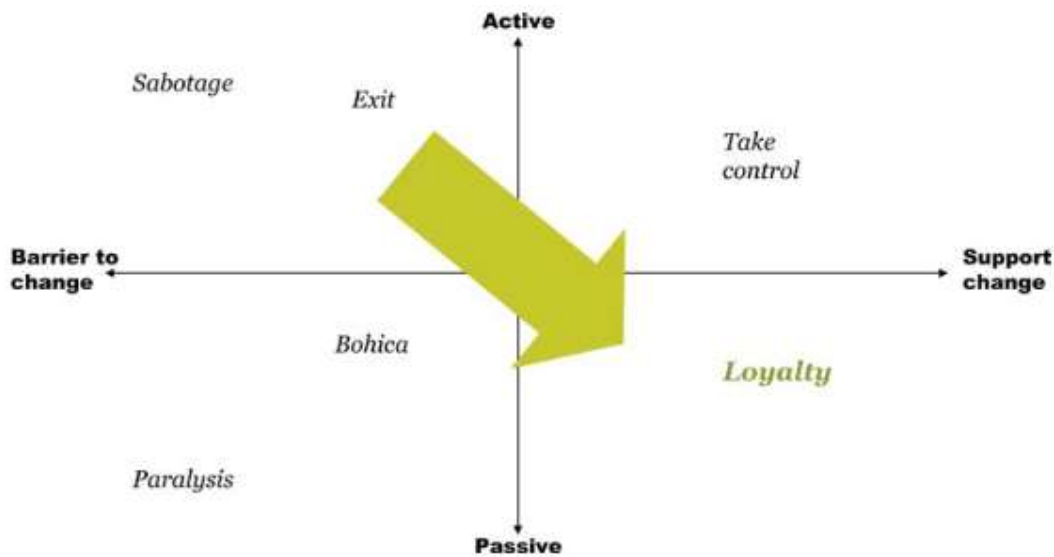 Active
Sabotage
Exit
Take
control
Barrier to
change
Support
change
Bohica
Loyalty
Paralysis
Passive